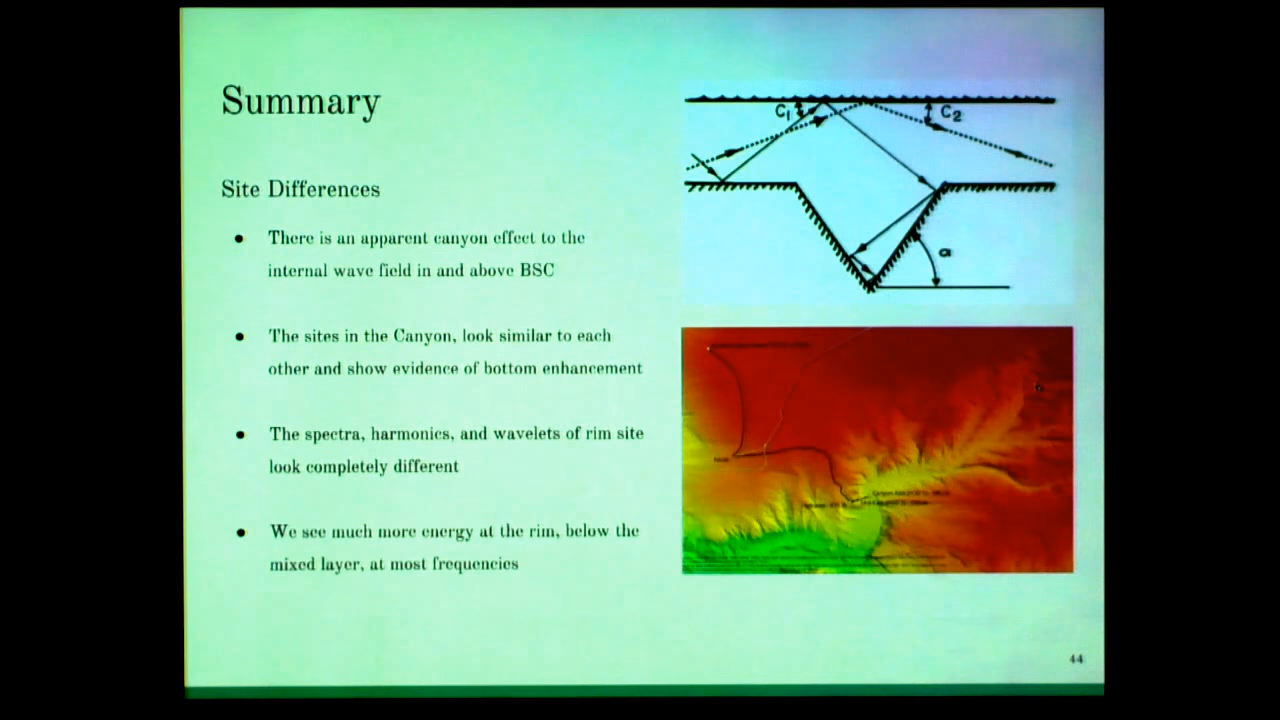 Summary
Site Differences
● There is an apparent canyon effect to the
internal wave field in and above BSC
● The sites in the Canyon, look similar to each
other and show evidence of bottom enhancement
● The spectra, harmonics, and wavelets of rim site
look completely different
● We see much more energy at the rim, below the
mixed layer, at most frequencies
C1
C2
α
44